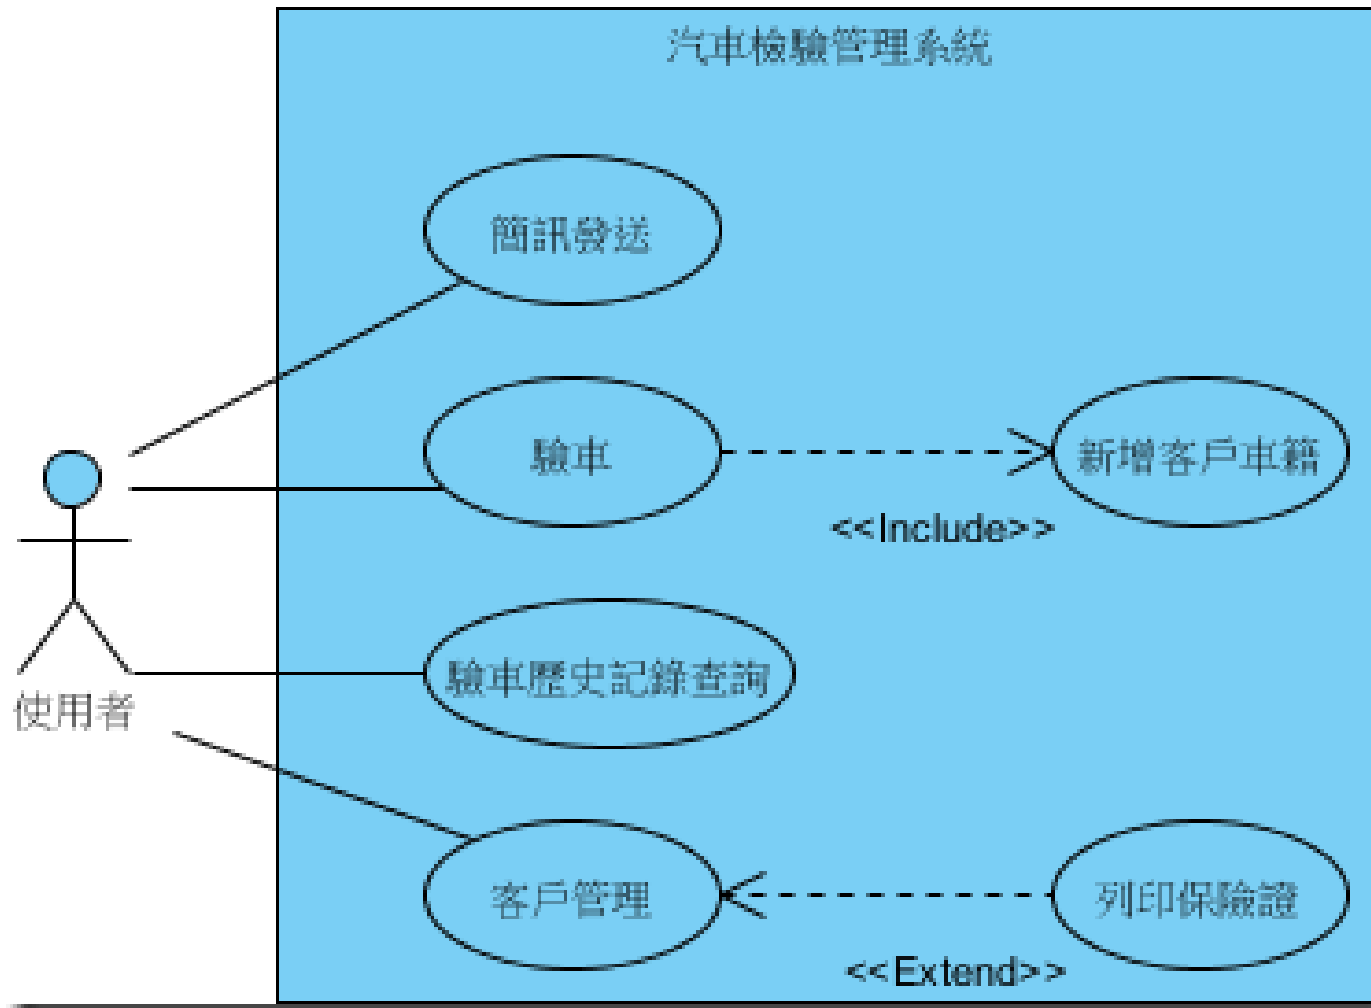 汽車檢驗管理系統
簡訊發送
驗車
新增客戶車籍
<<Include>>
驗車歷史記錄查詢
使用者
客戶管理
列印保險證
<<Extend>>